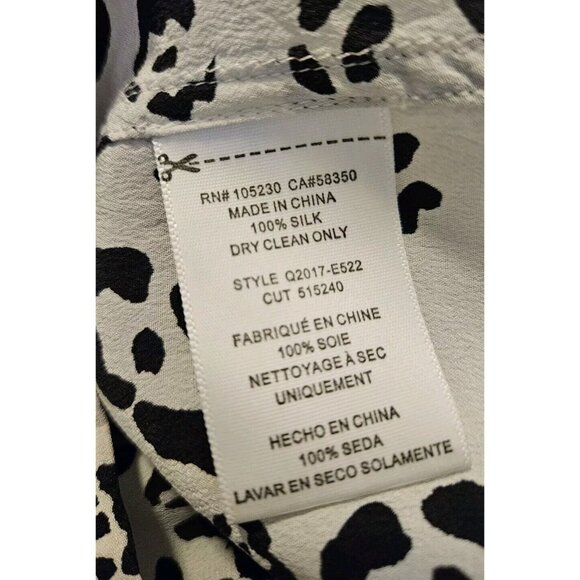 RN# 105230 CA#58350
MADE IN CHINA
100% SILK
DRY CLEAN ONLY
STYLE Q2017-E522
CUT 515240
FABRIQUÉ EN CHINE
100% SOIE
NETTOYAGE À SEC
UNIQUEMENT
HECHO EN CHINA
100% SEDA
LAVAR EN SECO SOLAMENTE